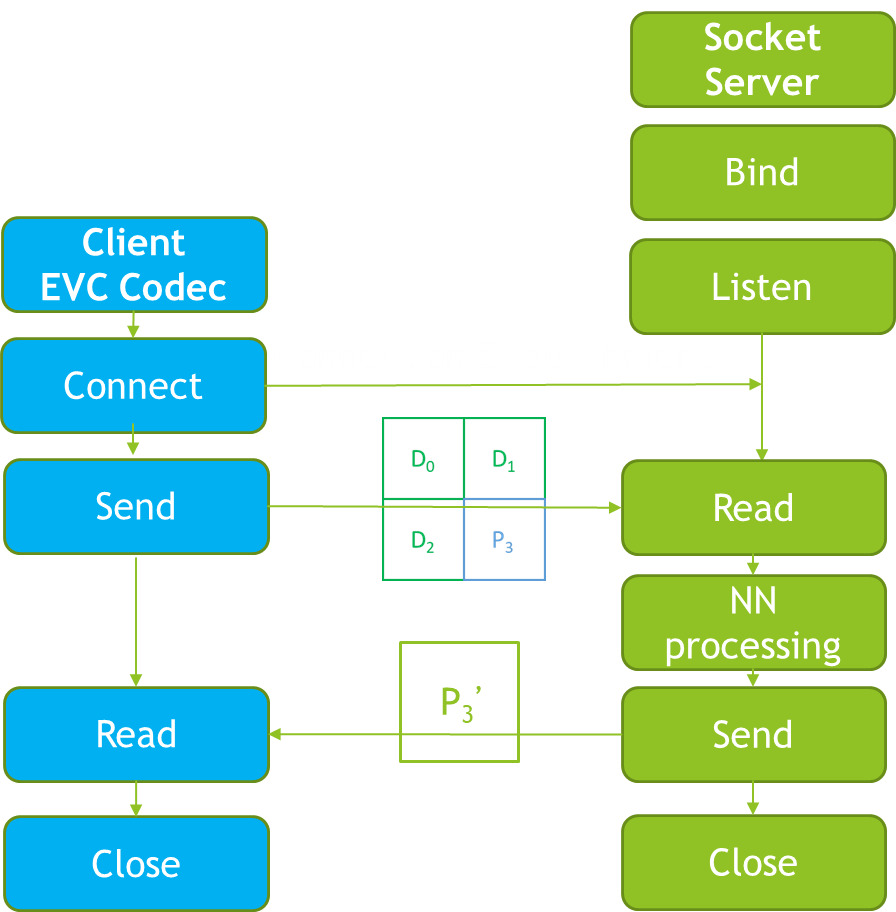 Socket
Server
Bind
Client
EVC Codec
Listen
Connect
D₀ D₁
Send
Read
D₂ P₃
NN
processing
P₃’
Read
Send
Close
Close